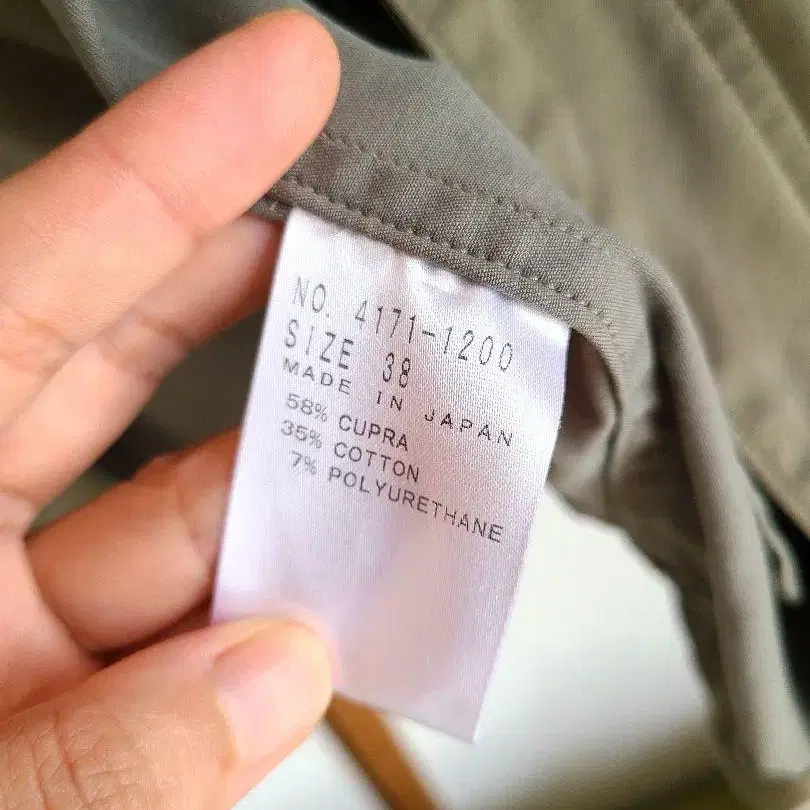 NO. 4171-1200
SIZE 38
MADE IN JAPAN
58% CUPRA
35% COTTON
7% POLYURETHANE